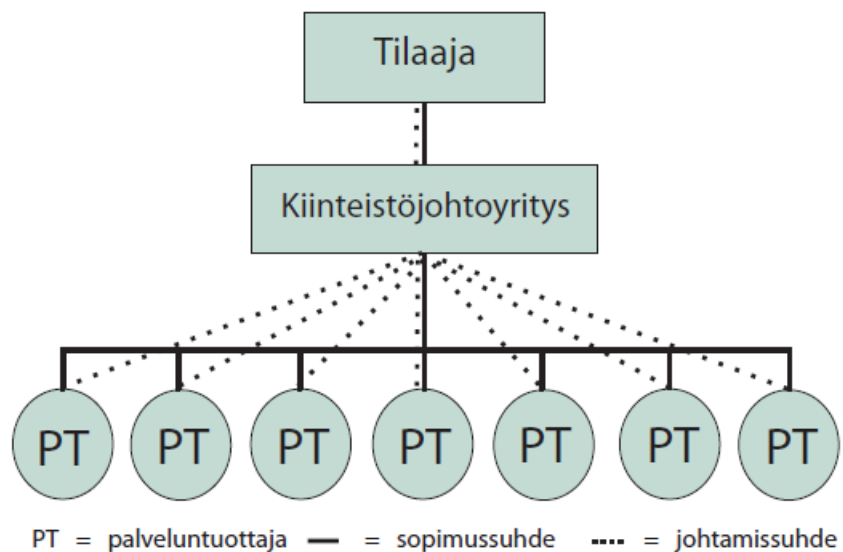 Tilaaja
Kiinteistöjohtoyritys
PT PT PT PT PT PT PT
PT = palveluntuottaja = sopimussuhde = johtamissuhde